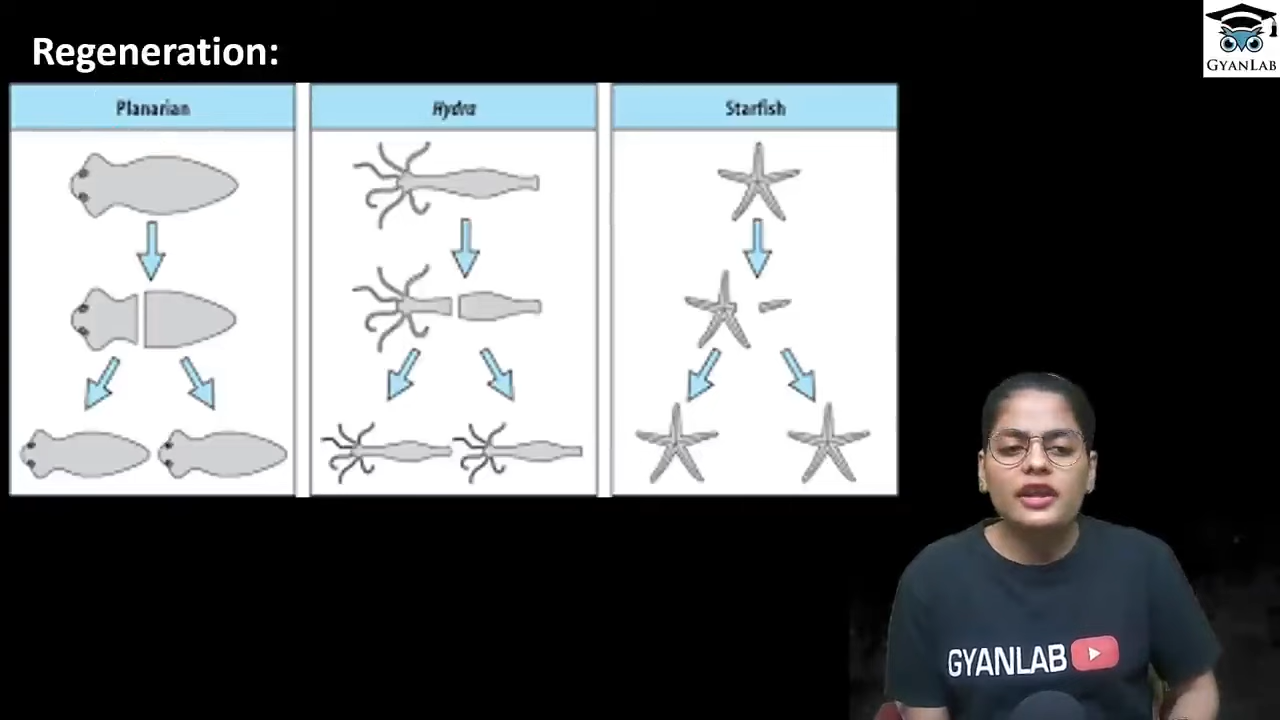 Regeneration:
GYANLAB
Planarian
Hydra
Starfish
GYANLAB